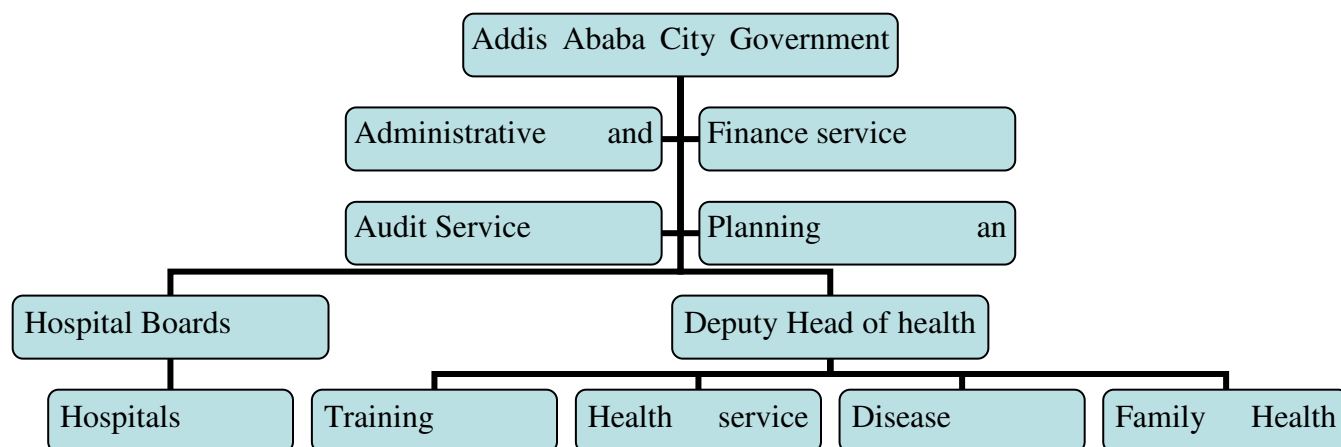 Addis Ababa City Government
Administrative and
Finance service
Audit Service
Planning an
Hospital Boards
Deputy Head of health
Hospitals
Training
Health service
Disease
Family Health